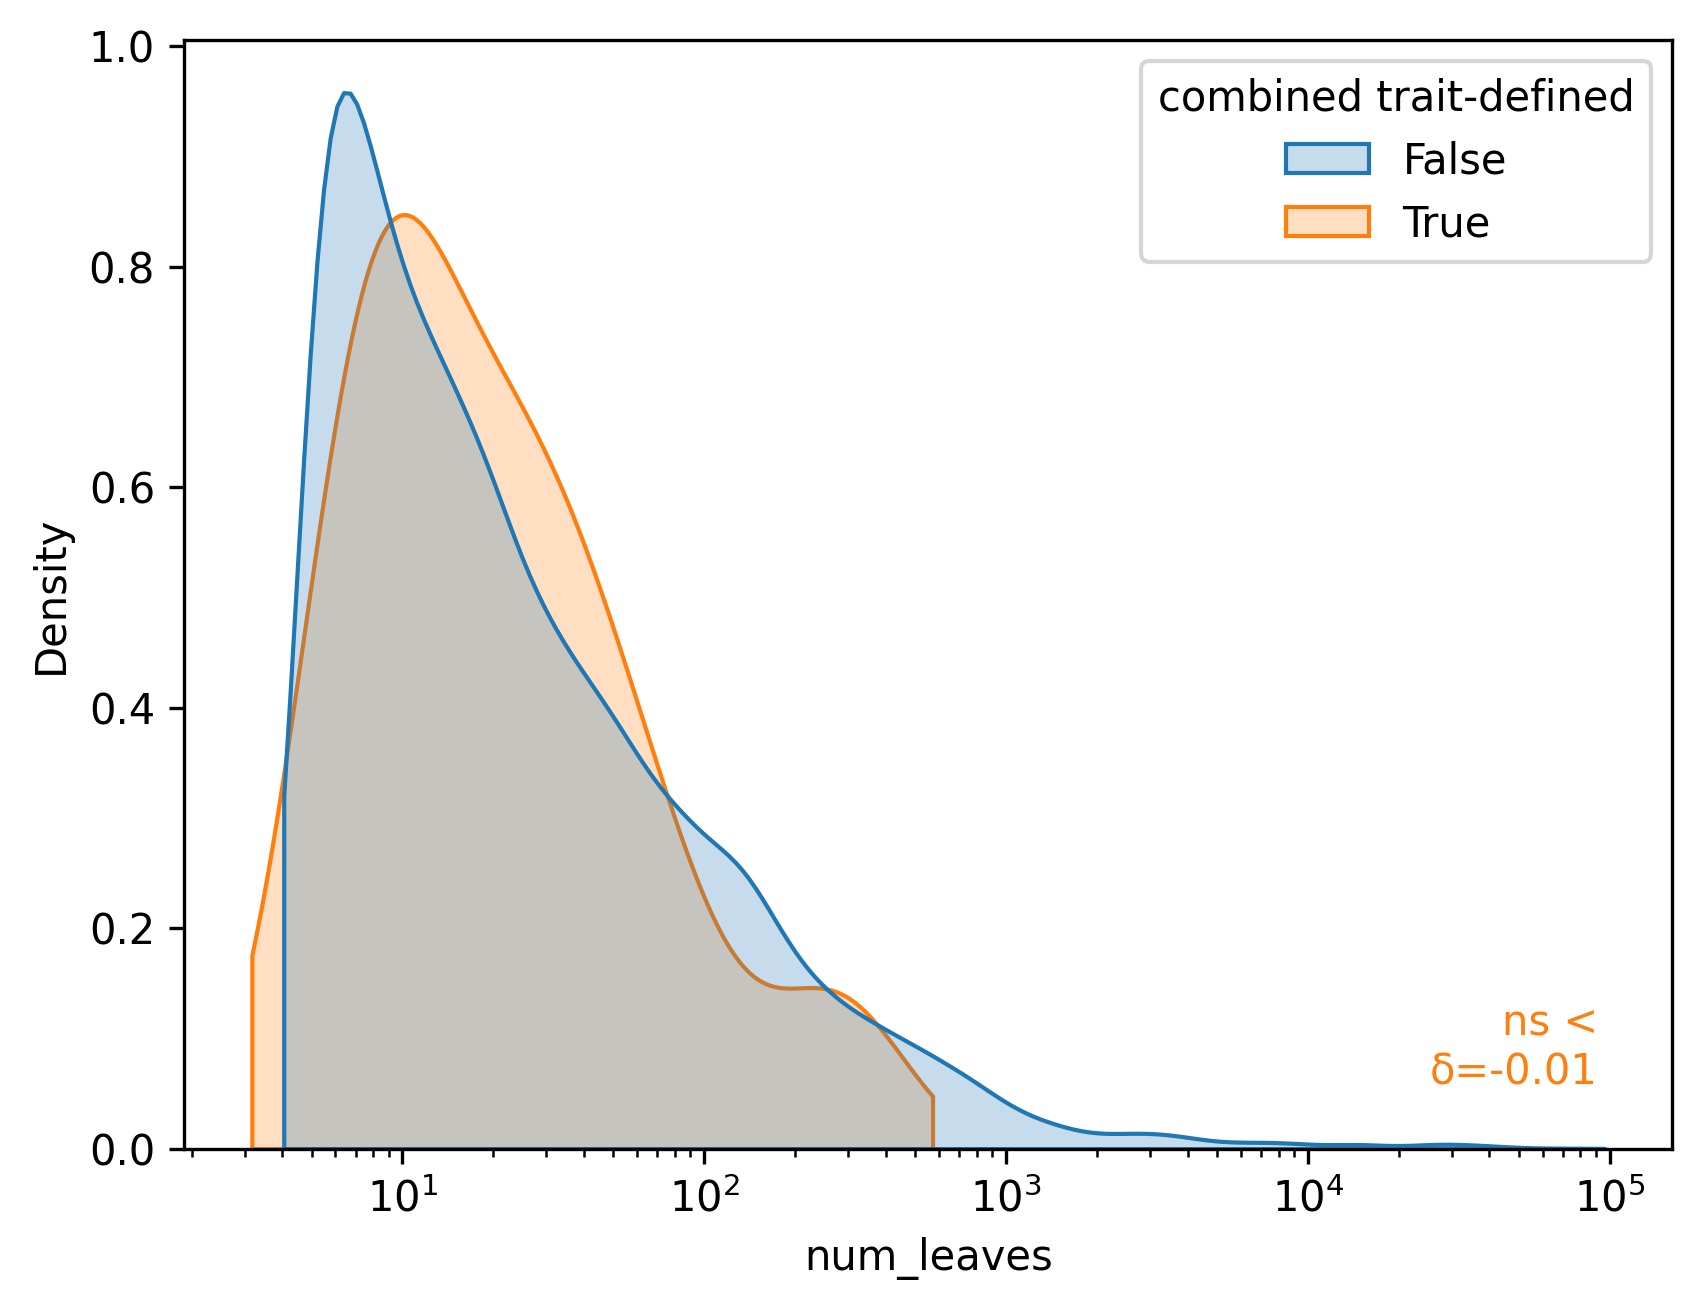 combined trait-defined
False
True
Density
1.0
0.8
0.6
0.4
0.2
0.0
ns <
δ=-0.01
10¹
10²
10³
10⁴
10⁵
num_leaves